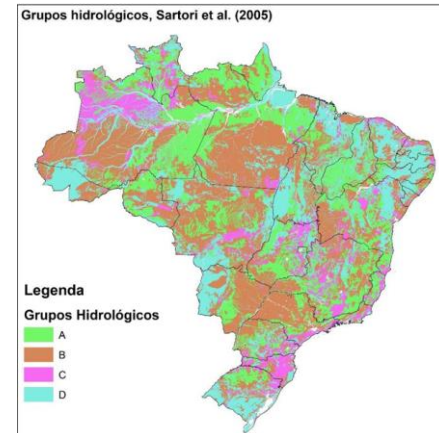 Grupos hidrológicos, Sartori et al. (2005)
Legenda
Grupos Hidrológicos
A
B
C
D